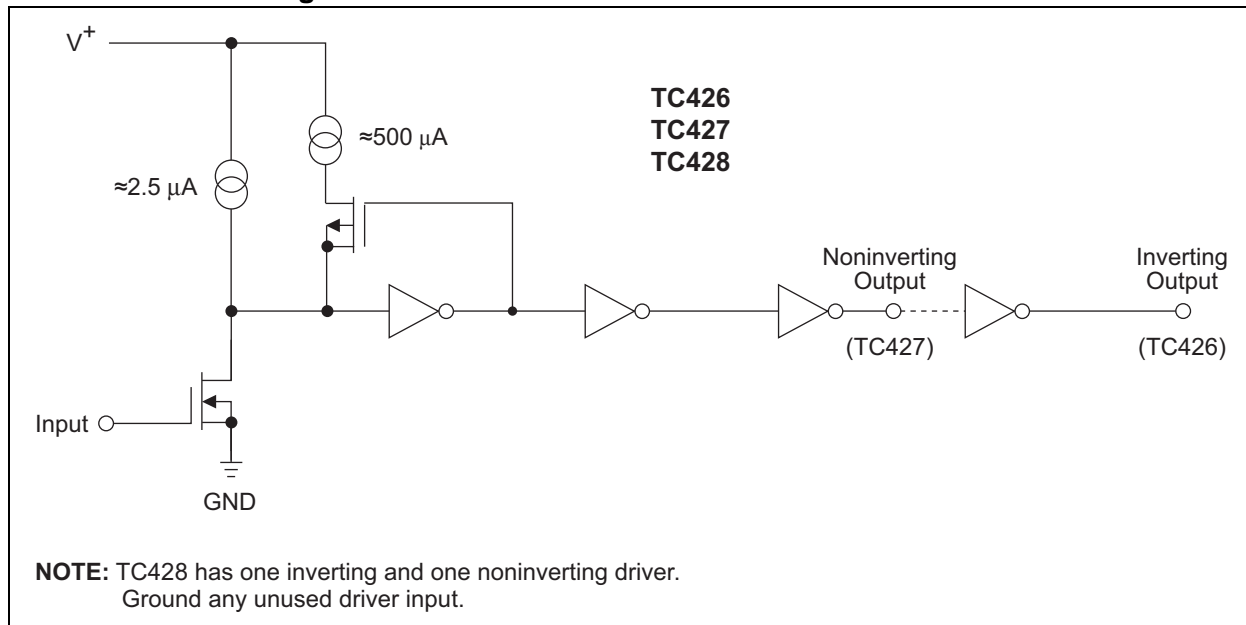 V+
≈500 μA
≈2.5 μA
TC426
TC427
TC428
Noninverting
Output
(TC427)
Inverting
Output
(TC426)
Input
GND
NOTE: TC428 has one inverting and one noninverting driver.
Ground any unused driver input.